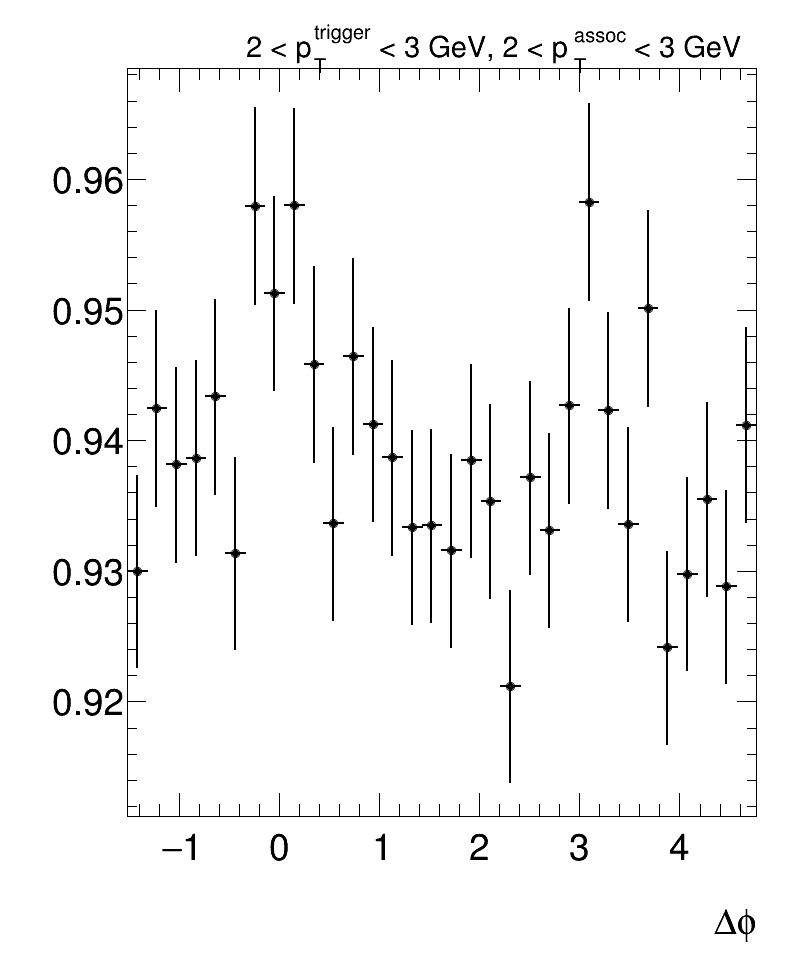 2 < p_T^trigger < 3 GeV, 2 < p_T^assoc < 3 GeV
0.96
0.95
0.94
0.93
0.92
−1 0 1 2 3 4
Δϕ